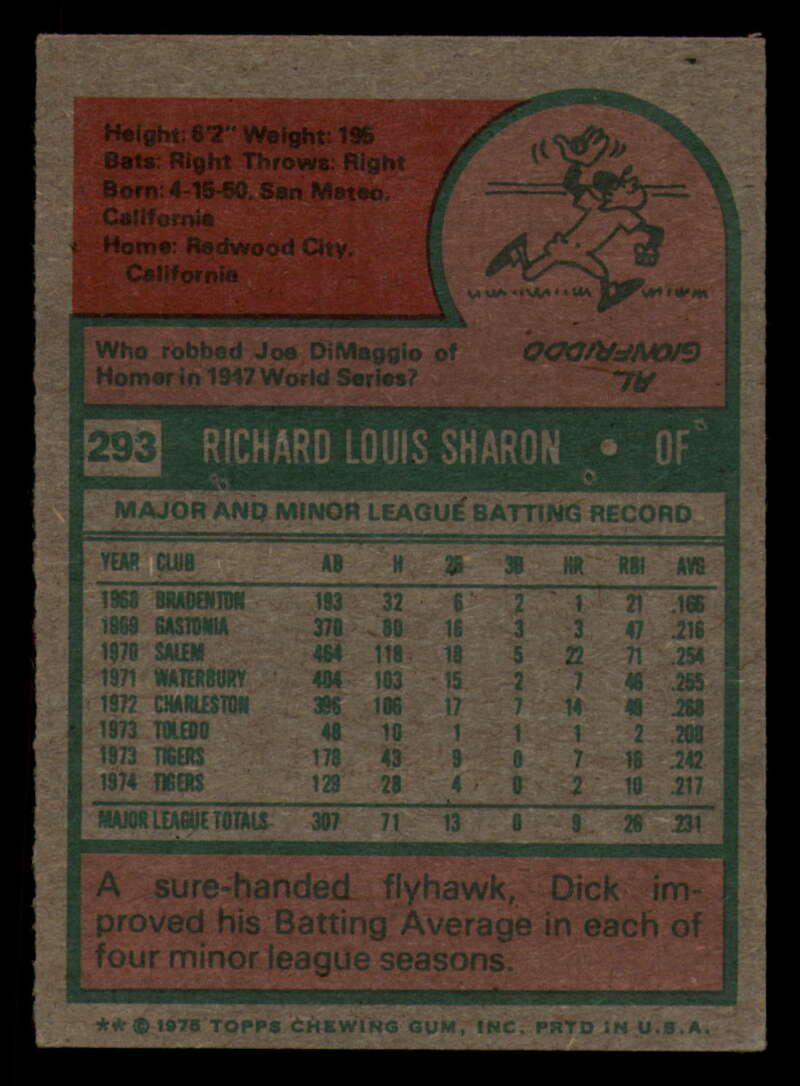 Height: 6'2" Weight: 195
Bats: Right Throws: Right
Born: 4-15-50, San Mateo,
California
Home: Redwood City,
California
Who robbed Joe DiMaggio of
Homer in 1947 World Series?
AL
GIONFRIDDO
293 RICHARD LOUIS SHARON • OF
MAJOR AND MINOR LEAGUE BATTING RECORD
YEAR CLUB AB H 2B 3B HR RBI AVG
1968 BRADENTON 193 32 6 2 1 21 .166
1969 GASTONIA 370 80 16 3 3 47 .216
1970 SALEM 464 118 18 5 22 71 .254
1971 WATERBURY 404 103 15 2 7 46 .255
1972 CHARLESTON 396 106 17 7 14 49 .268
1973 TOLEDO 48 10 1 1 1 2 .208
1973 TIGERS 178 43 9 0 7 16 .242
1974 TIGERS 129 28 4 0 2 10 .217
MAJOR LEAGUE TOTALS 307 71 13 0 9 26 .231
A sure-handed flyhawk, Dick im-
proved his Batting Average in each of
four minor league seasons.
** © 1975 TOPPS CHEWING GUM, INC. PRTD IN U.S.A.